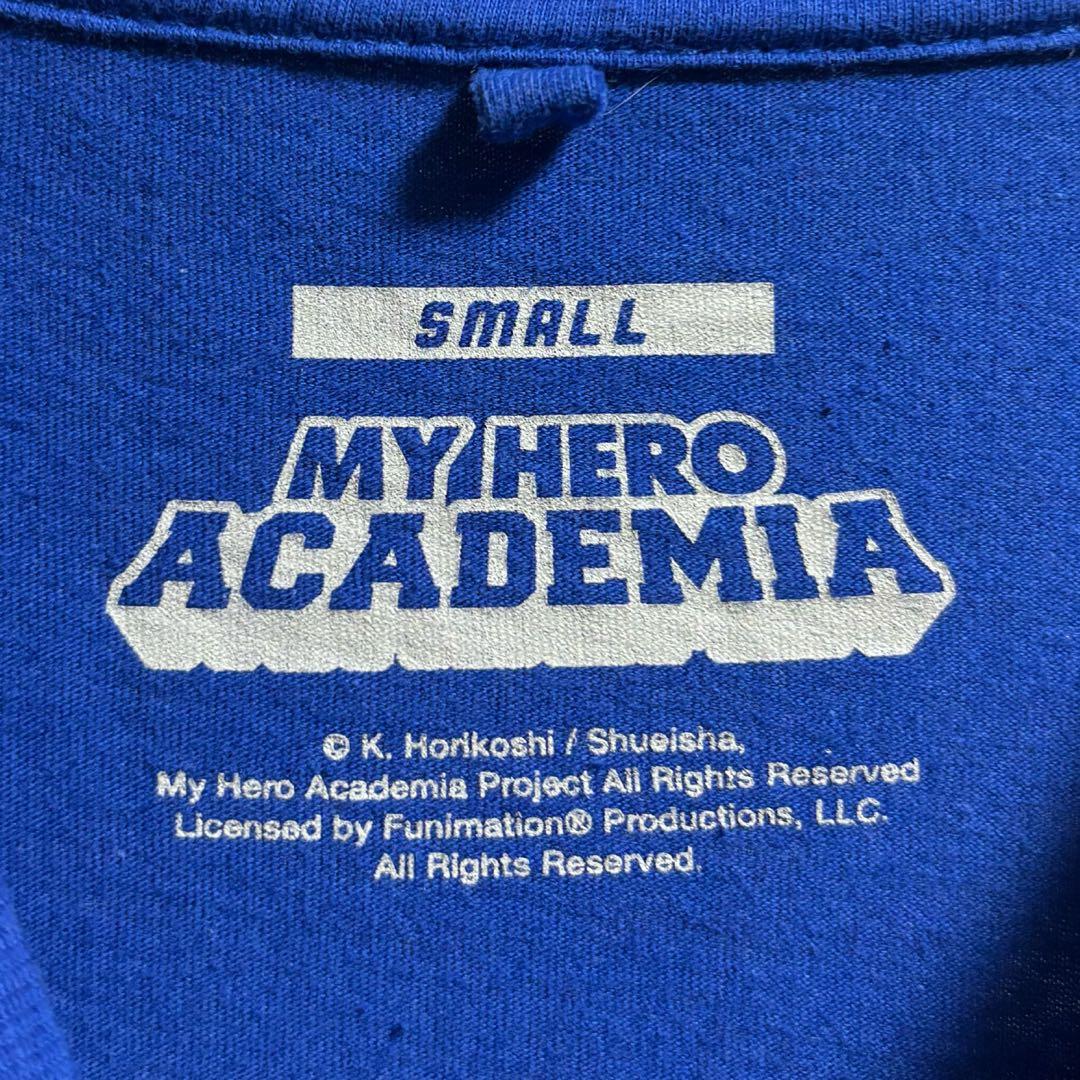 SMALL
MY HERO
ACADEMIA
© K. Horikoshi / Shueisha,
My Hero Academia Project All Rights Reserved
Licensed by Funimation® Productions, LLC.
All Rights Reserved.